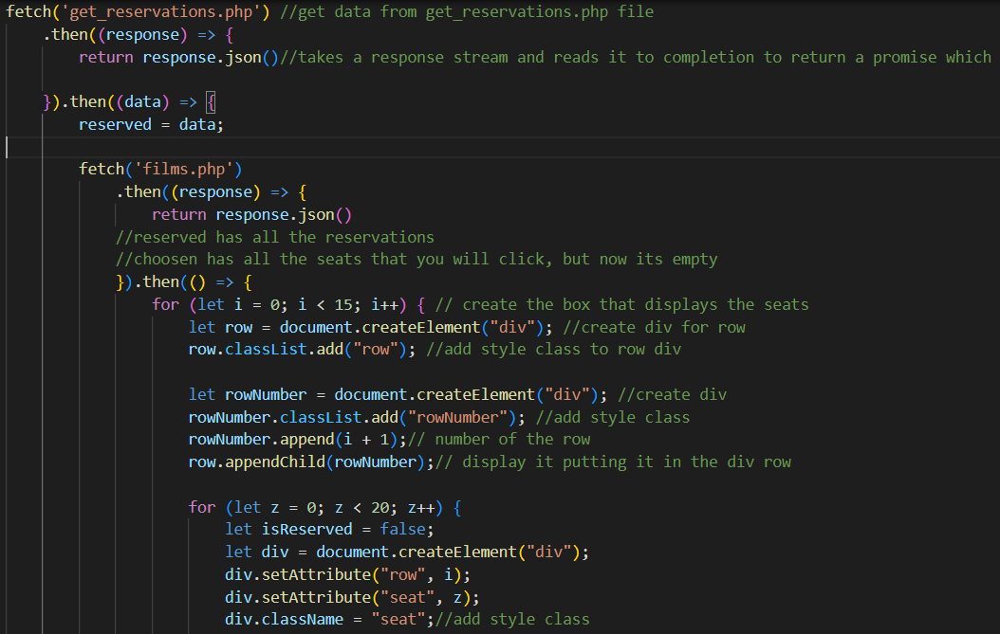 fetch('get_reservations.php') //get data from get_reservations.php file
    .then((response) => {
        return response.json()//takes a response stream and reads it to completion to return a promise which
    }).then((data) => {
        reserved = data;
        fetch('films.php')
            .then((response) => {
                return response.json()
            //reserved has all the reservations
            //choosen has all the seats that you will click, but now its empty
            }).then(() => {
                for (let i = 0; i < 15; i++) { // create the box that displays the seats
                    let row = document.createElement("div"); //create div for row
                    row.classList.add("row"); //add style class to row div
                    let rowNumber = document.createElement("div"); //create div
                    rowNumber.classList.add("rowNumber"); //add style class
                    rowNumber.append(i + 1);// number of the row
                    row.appendChild(rowNumber);// display it putting it in the div row
                    for (let z = 0; z < 20; z++) {
                        let isReserved = false;
                        let div = document.createElement("div");
                        div.setAttribute("row", i);
                        div.setAttribute("seat", z);
                        div.className = "seat";//add style class